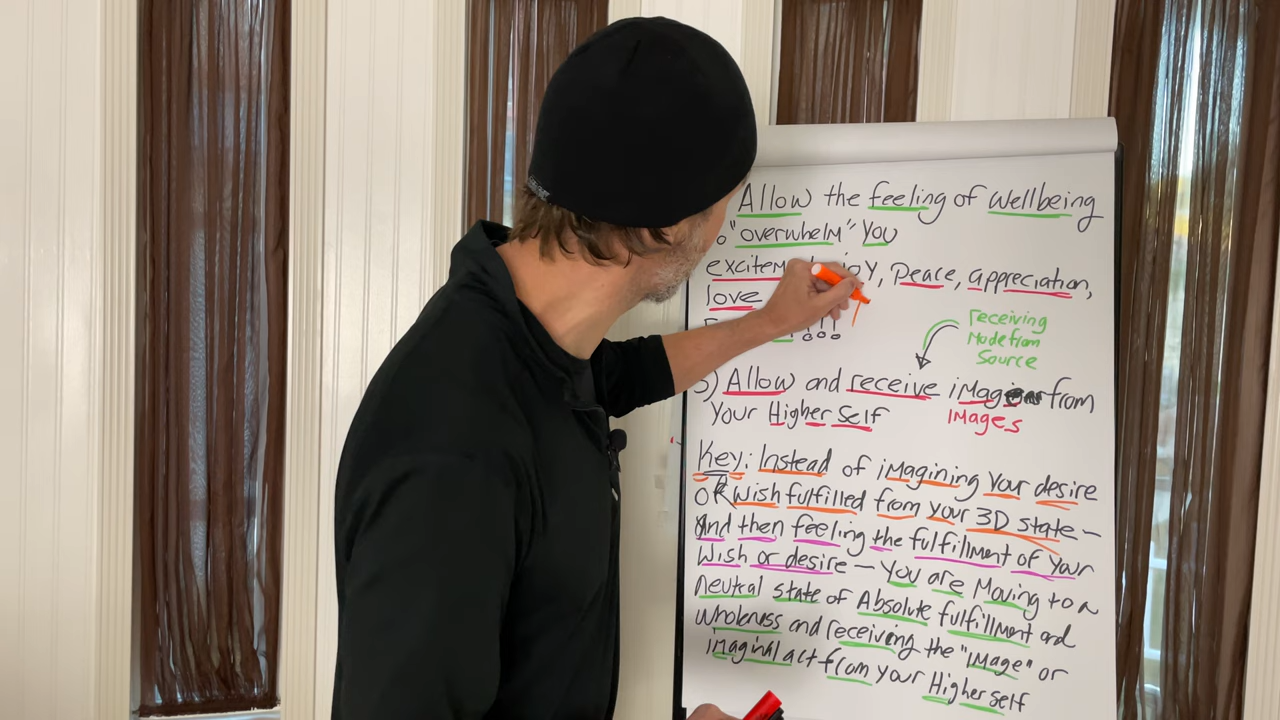 Allow the feeling of wellbeing
"overwhelm" You
excitem joy, Peace, appreciation,
love
!!!
Receiving
Mode from
Source
3) Allow and receive imag from
Your Higher Self
IMAGES
Key: Instead of imagining Your desire
OR wish fulfilled from your 3D state —
And then feeling the fulfillment of Your
Wish or desire — You are Moving to a
Neutral state of Absolute fulfillment and
Wholeness and receiving the "image" or
imaginal act from your Higher self